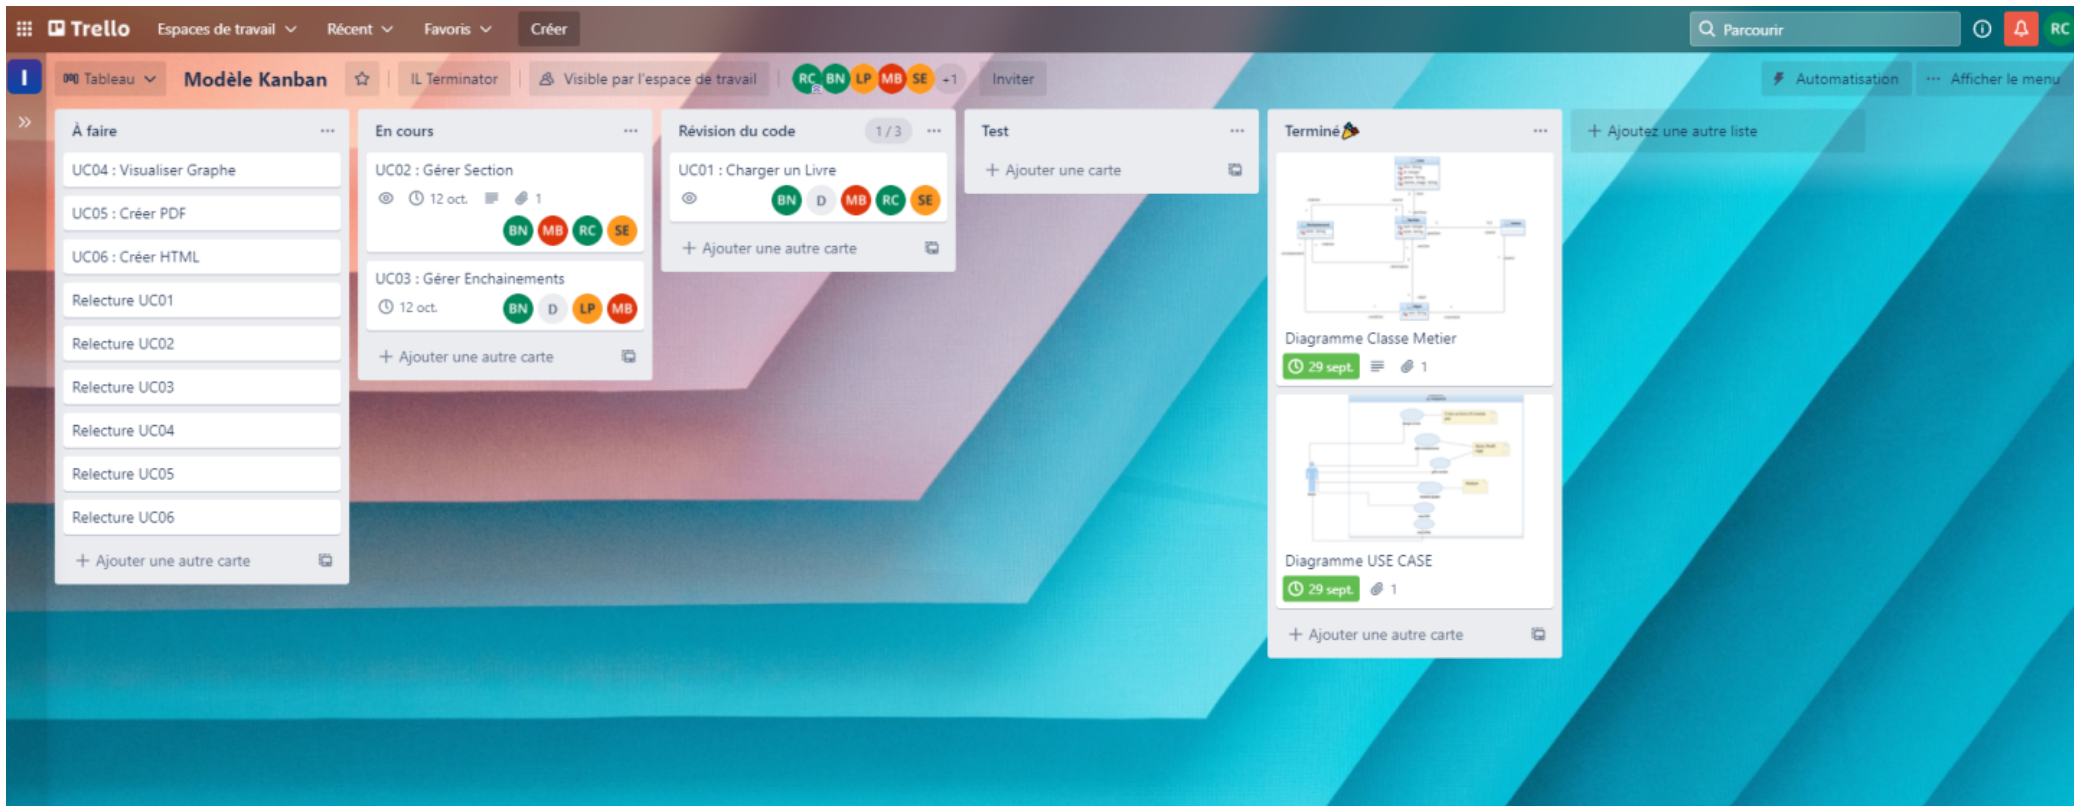 Trello
Espaces de travail
Récent
Favoris
Créer
Parcourir
RC
I
Tableau
Modèle Kanban
IL Terminator
Visible par l'espace de travail
RC BN LP MB SE +1
Inviter
Automatisation
Afficher le menu
À faire
UC04 : Visualiser Graphe
UC05 : Créer PDF
UC06 : Créer HTML
Relecture UC01
Relecture UC02
Relecture UC03
Relecture UC04
Relecture UC05
Relecture UC06
+ Ajouter une autre carte
En cours
UC02 : Gérer Section
12 oct. 1
BN MB RC SE
UC03 : Gérer Enchainements
12 oct.
BN D LP MB
+ Ajouter une autre carte
Révision du code
1/3
UC01 : Charger un Livre
BN D MB RC SE
+ Ajouter une autre carte
Test
+ Ajouter une carte
Terminé
Diagramme Classe Metier
29 sept. 1
Diagramme USE CASE
29 sept. 1
+ Ajouter une autre carte
+ Ajoutez une autre liste